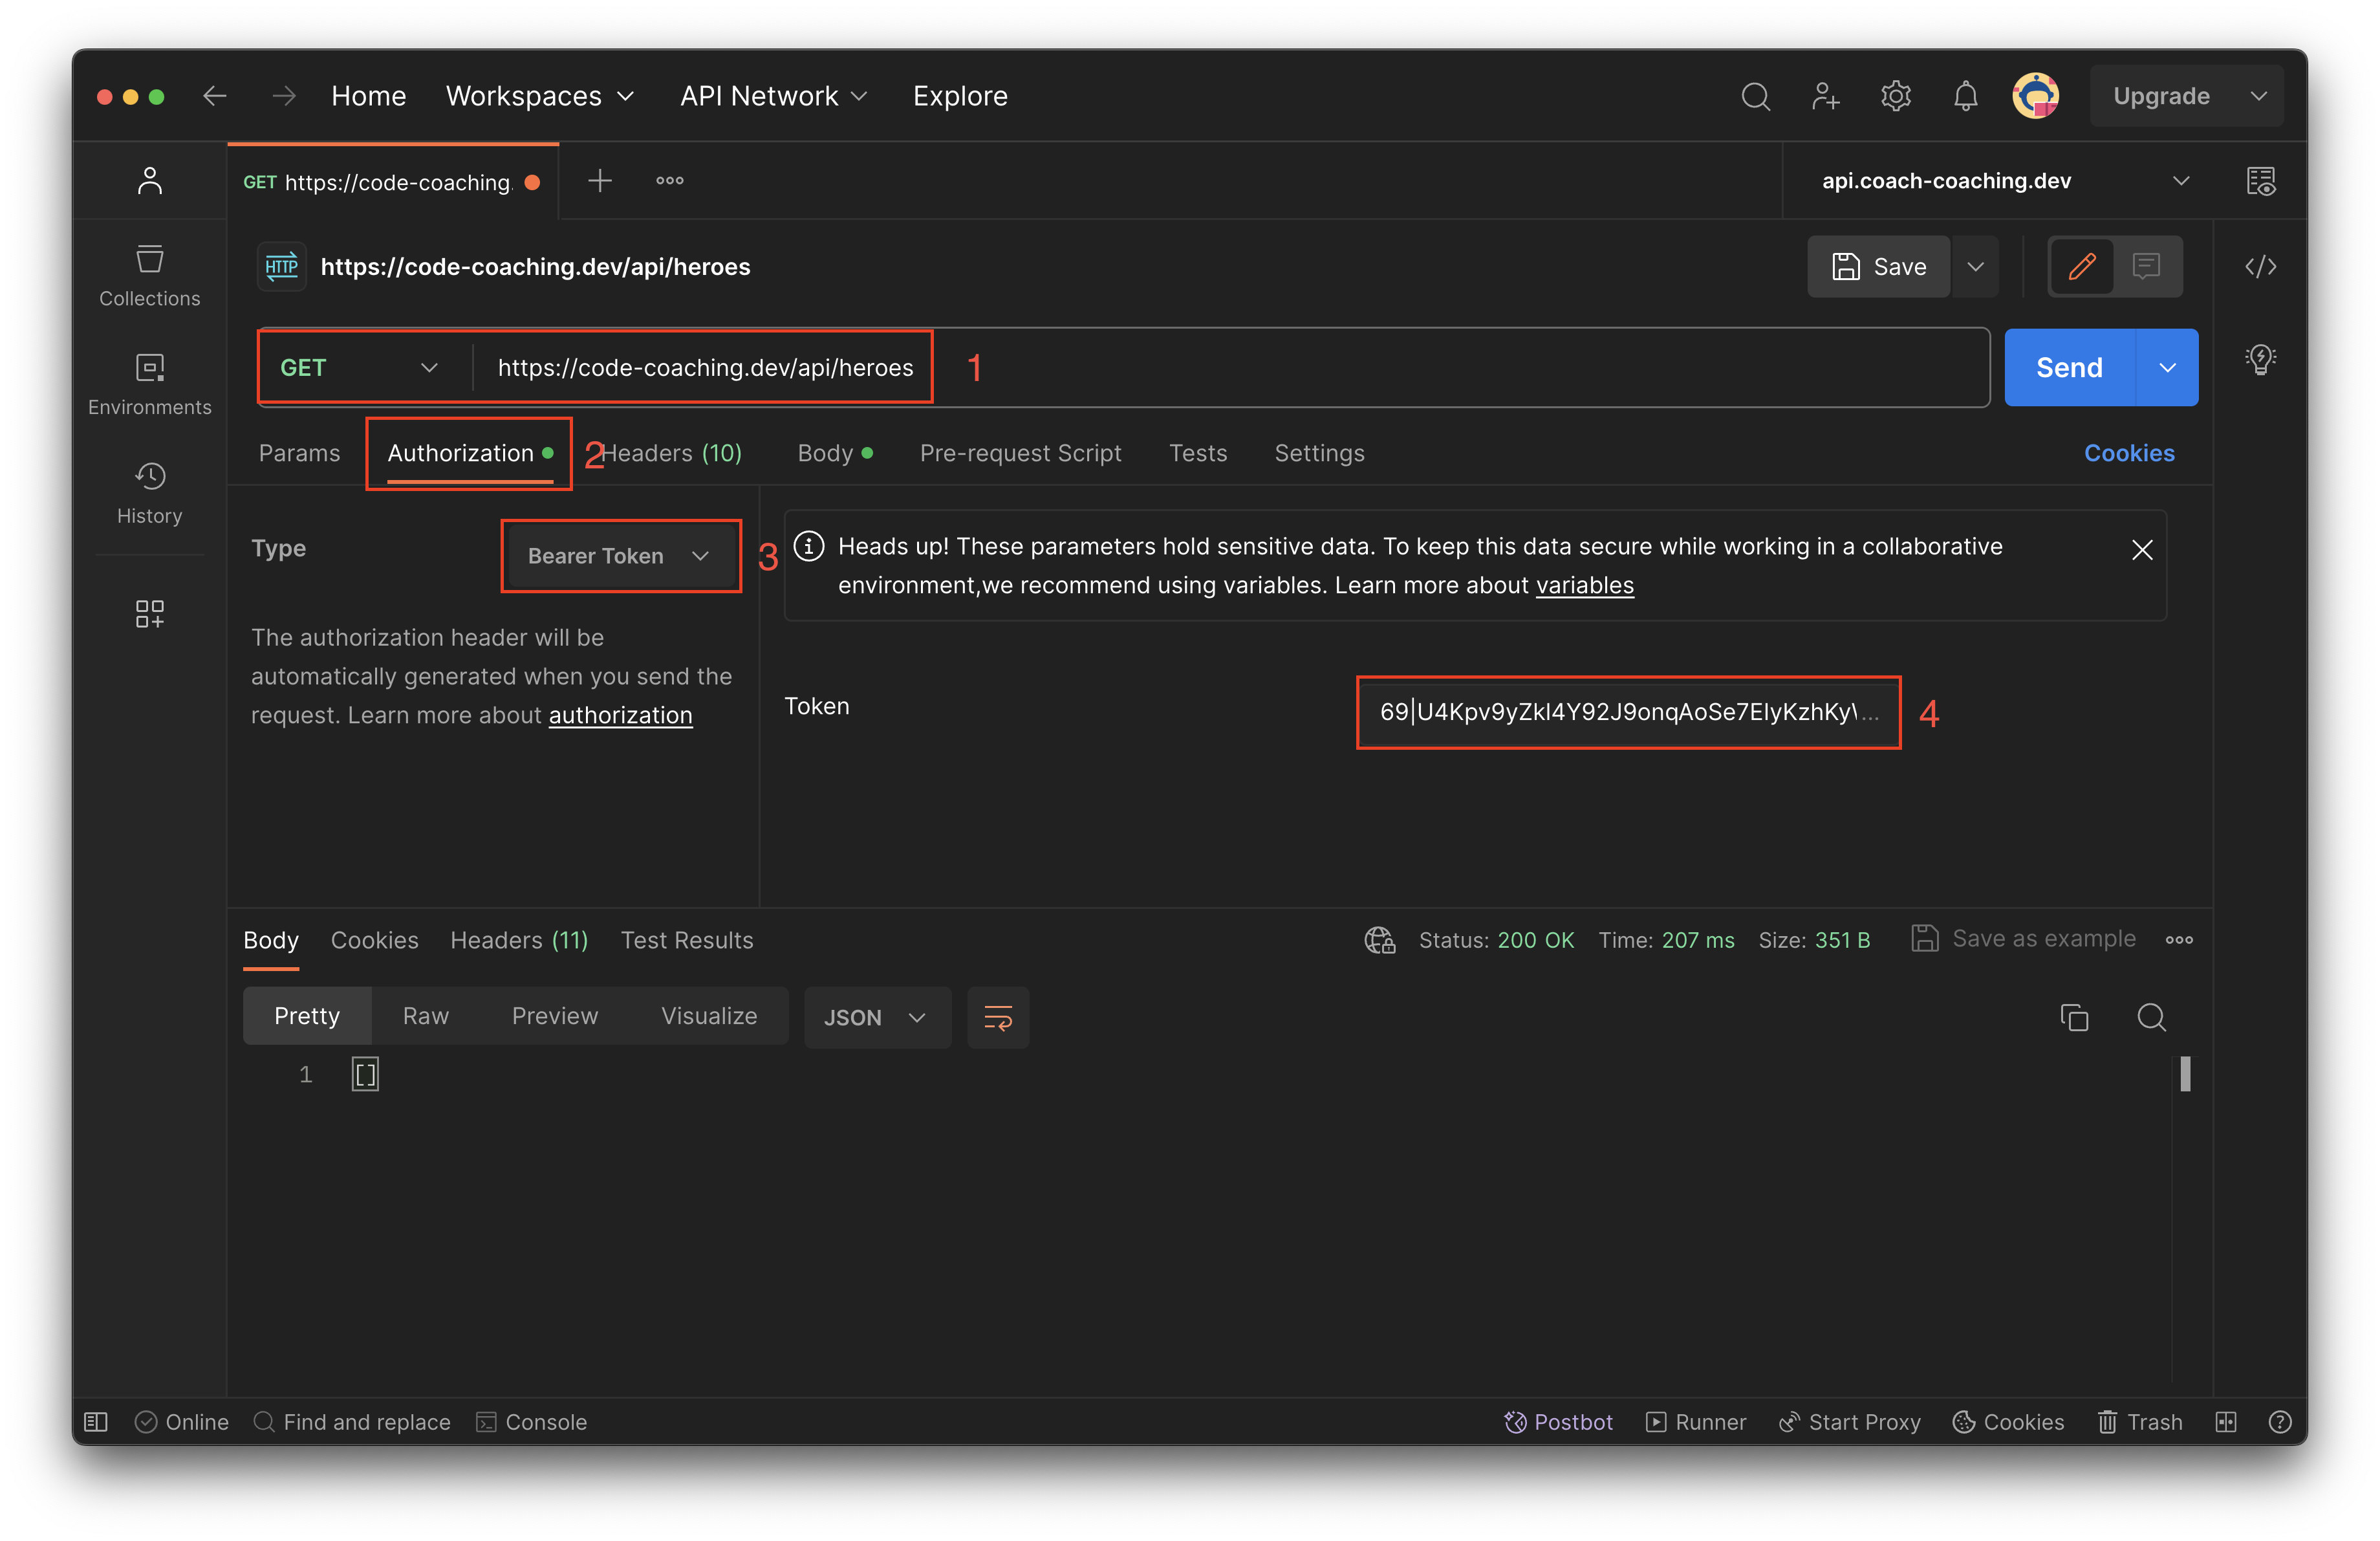 Home Workspaces API Network Explore Upgrade
GET https://code-coaching. api.coach-coaching.dev
HTTP https://code-coaching.dev/api/heroes Save
Collections
GET https://code-coaching.dev/api/heroes 1 Send
Environments
Params Authorization 2 Headers (10) Body Pre-request Script Tests Settings Cookies
History
Type Bearer Token 3
Heads up! These parameters hold sensitive data. To keep this data secure while working in a collaborative
environment,we recommend using variables. Learn more about variables
The authorization header will be
automatically generated when you send the
request. Learn more about authorization
Token 69|U4Kpv9yZkl4Y92J9onqAoSe7ElyKzhKy\... 4
Body Cookies Headers (11) Test Results Status: 200 OK Time: 207 ms Size: 351 B Save as example
Pretty Raw Preview Visualize JSON
1 []
Online Find and replace Console Postbot Runner Start Proxy Cookies Trash